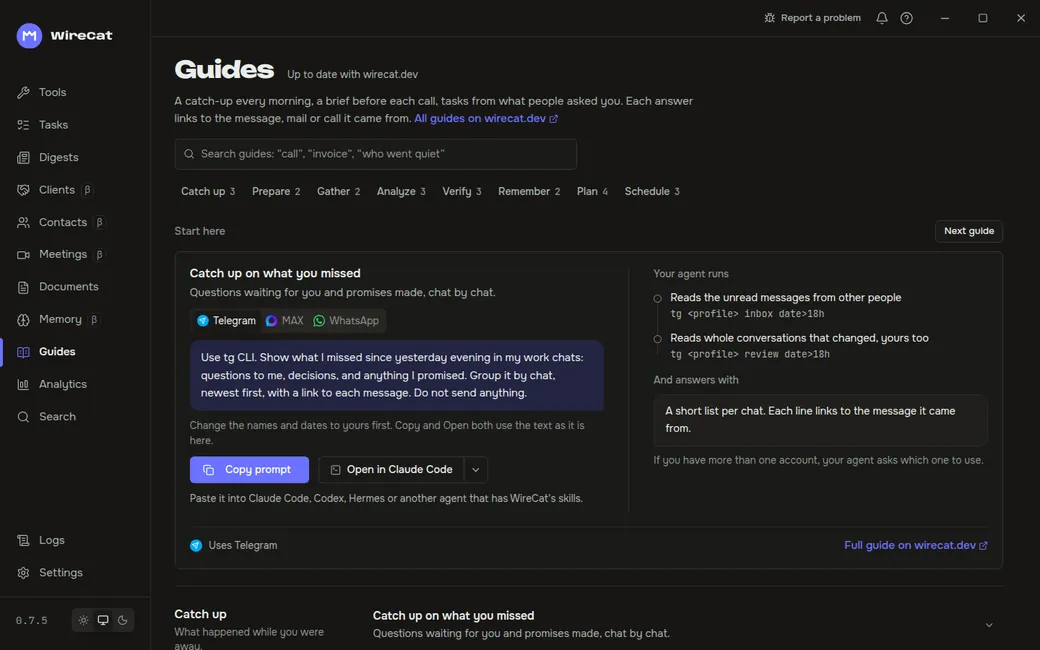 WireCat
Report a problem
Tools
Tasks
Digests
Clients β
Contacts β
Meetings β
Documents
Memory β
Guides
Analytics
Search
Logs
Settings
0.7.5
Guides
Up to date with wirecat.dev
A catch-up every morning, a brief before each call, tasks from what people asked you. Each answer
links to the message, mail or call it came from. All guides on wirecat.dev
Search guides: "call", "invoice", "who went quiet"
Catch up 3 Prepare 2 Gather 2 Analyze 3 Verify 3 Remember 2 Plan 4 Schedule 3
Start here
Next guide
Catch up on what you missed
Questions waiting for you and promises made, chat by chat.
Telegram MAX WhatsApp
Use tg CLI. Show what I missed since yesterday evening in my work chats:
questions to me, decisions, and anything I promised. Group it by chat,
newest first, with a link to each message. Do not send anything.
Change the names and dates to yours first. Copy and Open both use the text as it is
here.
Copy prompt
Open in Claude Code
Paste it into Claude Code, Codex, Hermes or another agent that has WireCat's skills.
Your agent runs
Reads the unread messages from other people
tg <profile> inbox date>18h
Reads whole conversations that changed, yours too
tg <profile> review date>18h
And answers with
A short list per chat. Each line links to the message it came
from.
If you have more than one account, your agent asks which one to use.
Uses Telegram
Full guide on wirecat.dev
Catch up
What happened while you were
away.
Catch up on what you missed
Questions waiting for you and promises made, chat by chat.